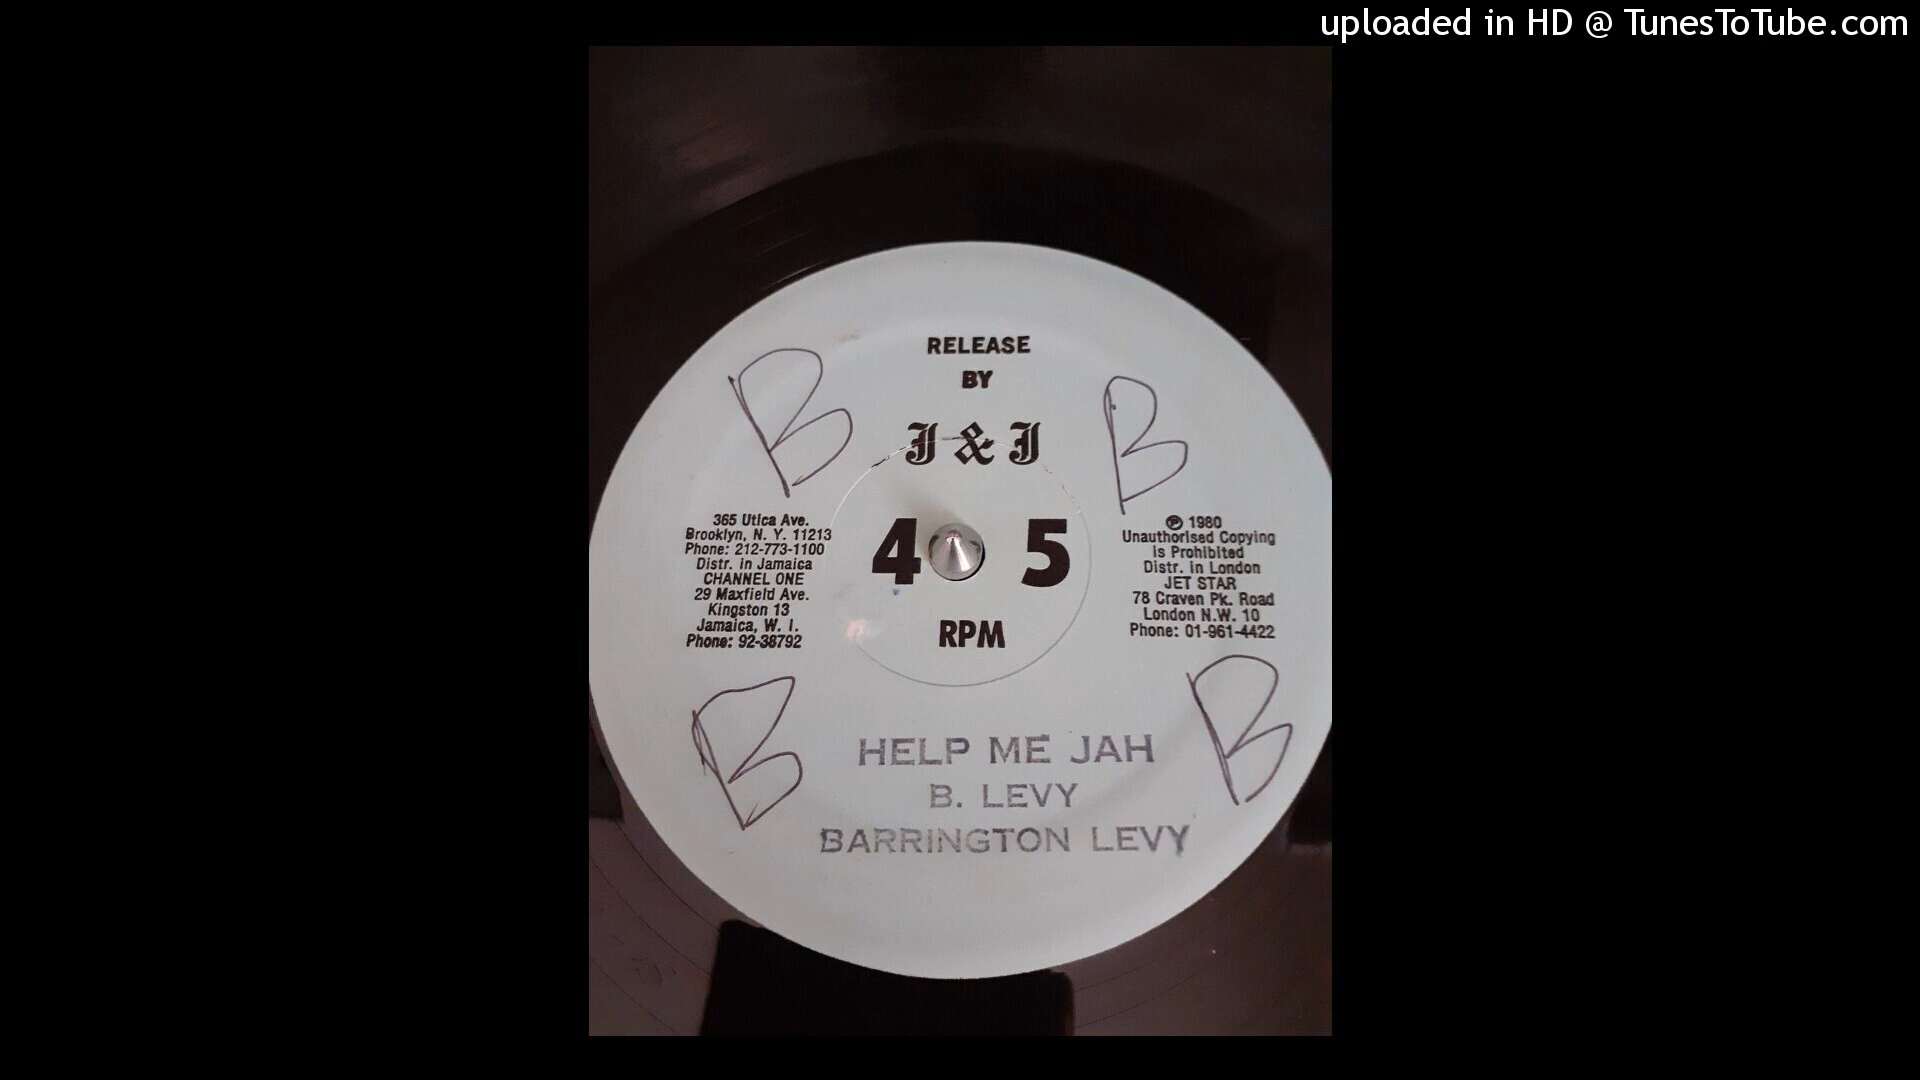 uploaded in HD @ TunesToTube.com
RELEASE
BY
J & J
B
B
365 Utica Ave.
Brooklyn, N. Y. 11213
Phone: 212-773-1100
Distr. in Jamaica
CHANNEL ONE
29 Maxfield Ave.
Kingston 13
Jamaica, W. I.
Phone: 92-38792
45
RPM
℗ 1980
Unauthorised Copying
is Prohibited
Distr. in London
JET STAR
78 Craven Pk. Road
London N.W. 10
Phone: 01-961-4422
B
B
HELP ME JAH
B. LEVY
BARRINGTON LEVY